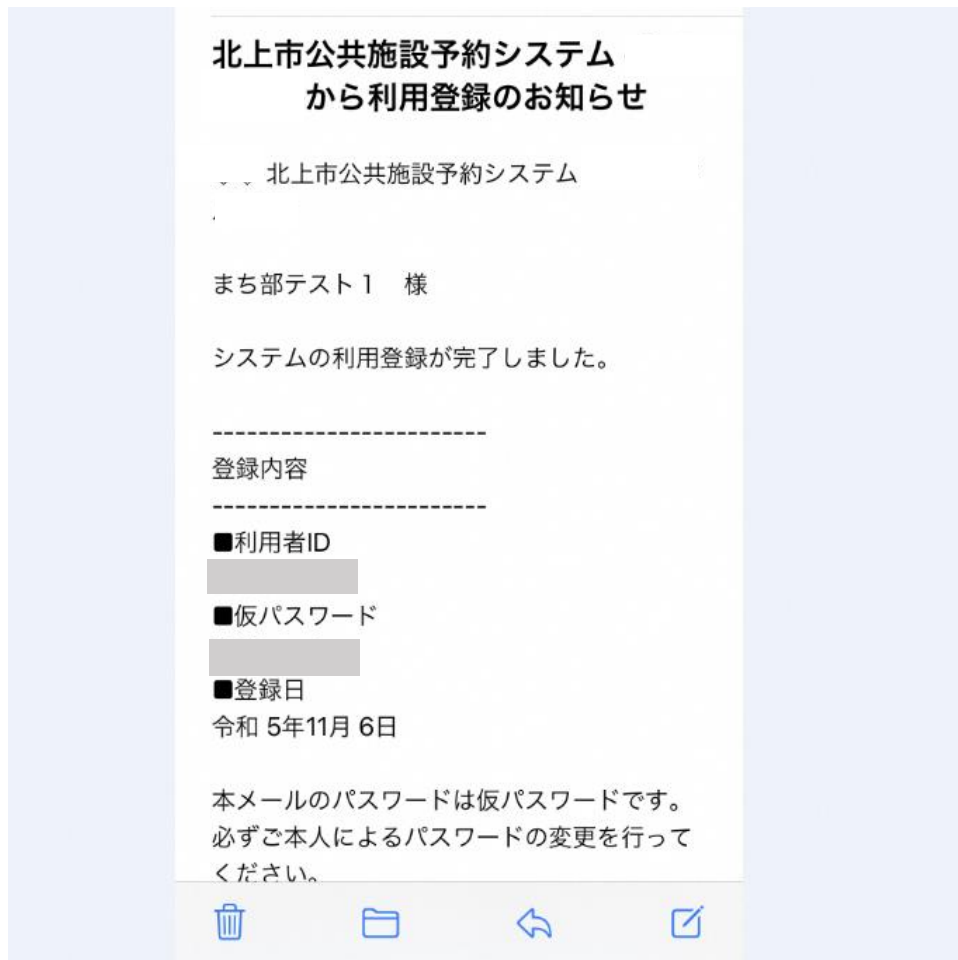 北上市公共施設予約システム
から利用登録のお知らせ
北上市公共施設予約システム
まち部テスト1　様
システムの利用登録が完了しました。
------------------------
登録内容
------------------------
■利用者ID
■仮パスワード
■登録日
令和 5年11月 6日
本メールのパスワードは仮パスワードです。
必ずご本人によるパスワードの変更を行って
ください。